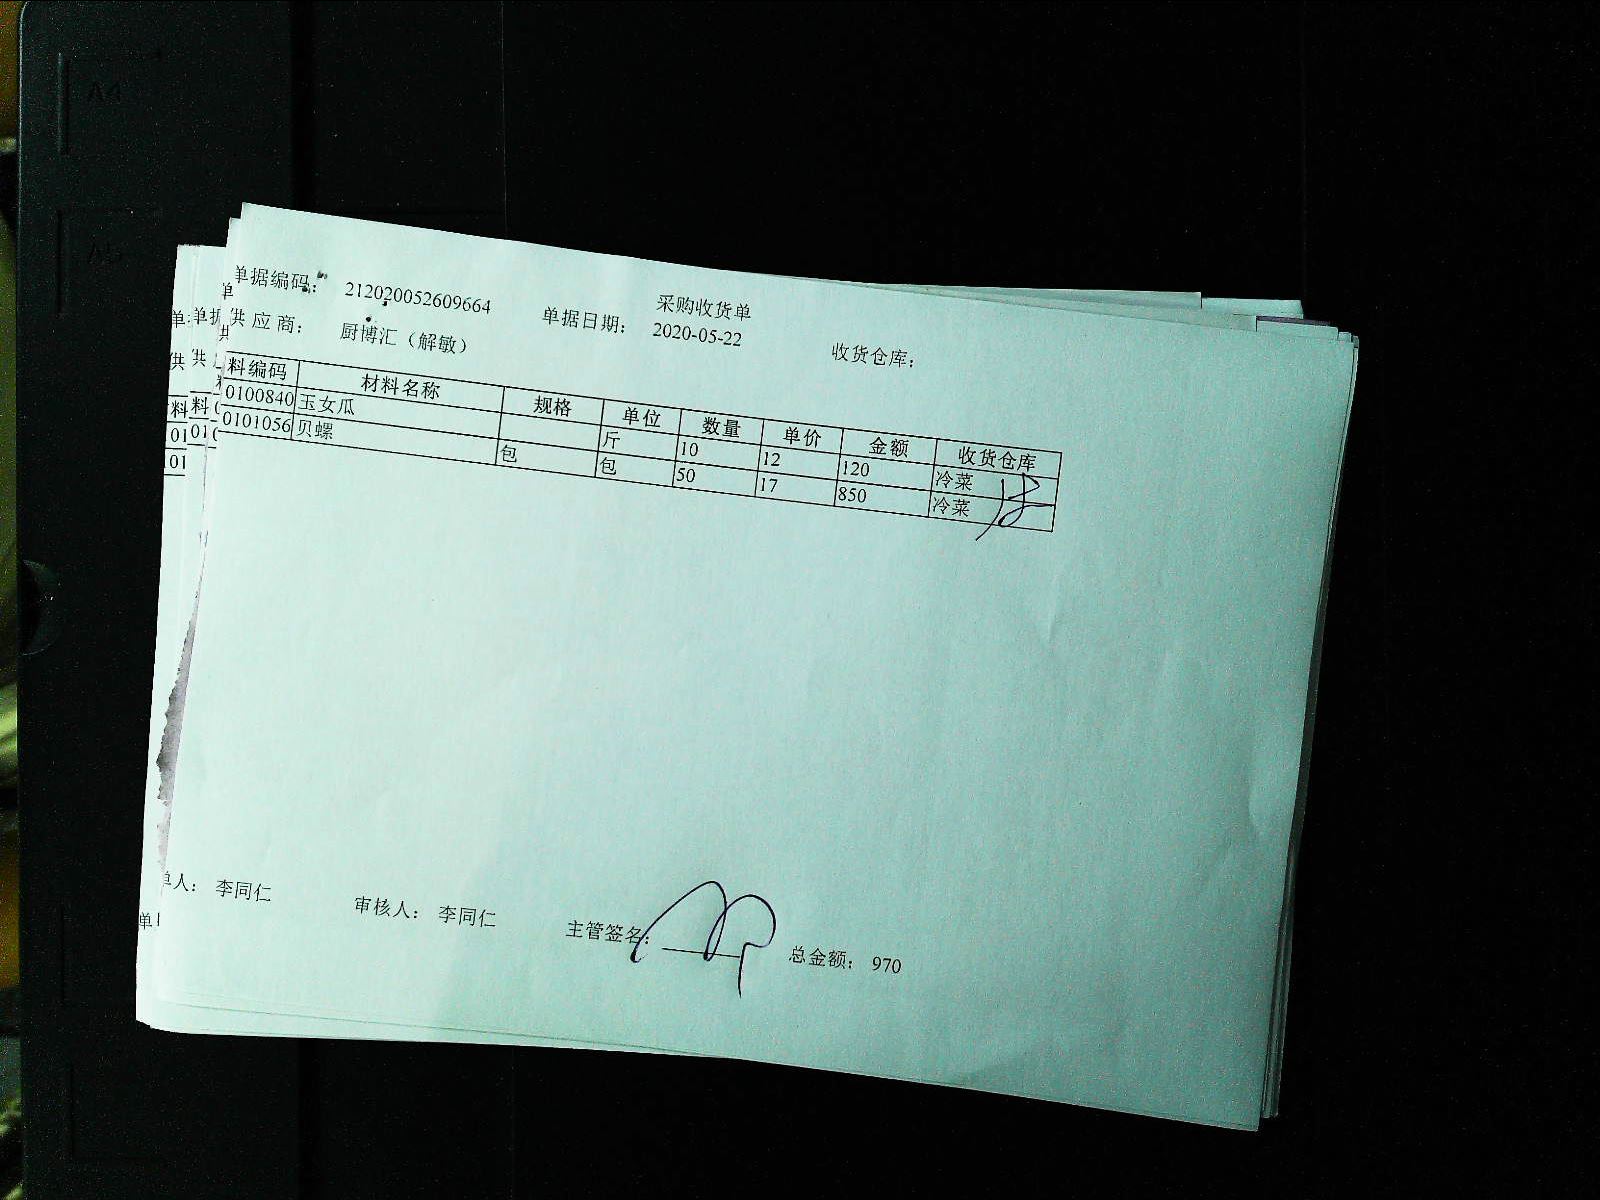 A4
A5
采购收货单
单据编码： 212020052609664 单据日期： 2020-05-22 收货仓库：
供应商： 厨博汇（解敏）
料编码 材料名称 规格 单位 数量 单价 金额 收货仓库
0100840 玉女瓜 斤 10 12 120 冷菜
0101056 贝螺 包 包 50 17 850 冷菜
单人： 李同仁 审核人： 李同仁 主管签名： 总金额： 970